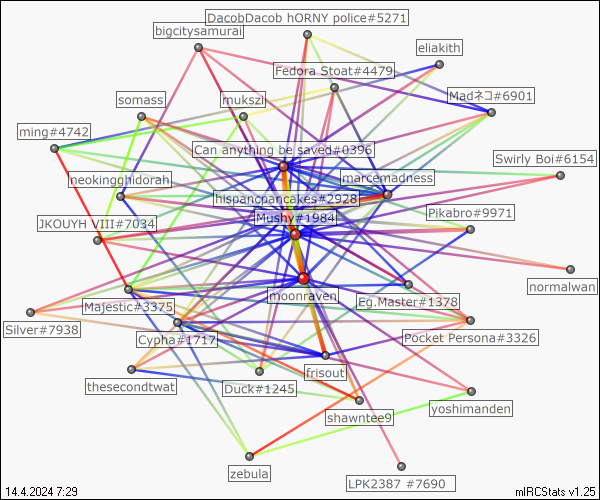 DacobDacob hORNY police#5271
bigcitysamurai
eliakith
Fedora Stoat#4479
Madネコ#6901
somass
mukszi
ming#4742
Can anything be saved#0396
Swirly Boi#6154
neokingghidorah
marcemadness
hispancpancakes#2928
Pikabro#9971
JKOUYH VIII#7034
Mushy#1984
normalwan
moonraven
Majestic#3375
Eg.Master#1378
Silver#7938
Cypha#1717
Pocket Persona#3326
frisout
thesecondtwat
Duck#1245
yoshimanden
shawntee9
zebula
LPK2387 #7690
14.4.2024 7:29
mIRCStats v1.25